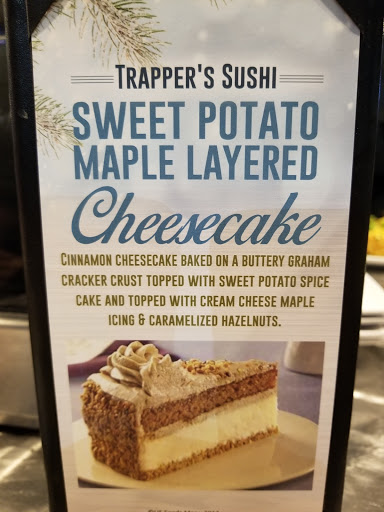 TRAPPER'S SUSHI
SWEET POTATO
MAPLE LAYERED
Cheesecake
CINNAMON CHEESECAKE BAKED ON A BUTTERY GRAHAM
CRACKER CRUST TOPPED WITH SWEET POTATO SPICE
CAKE AND TOPPED WITH CREAM CHEESE MAPLE
ICING & CARAMELIZED HAZELNUTS.